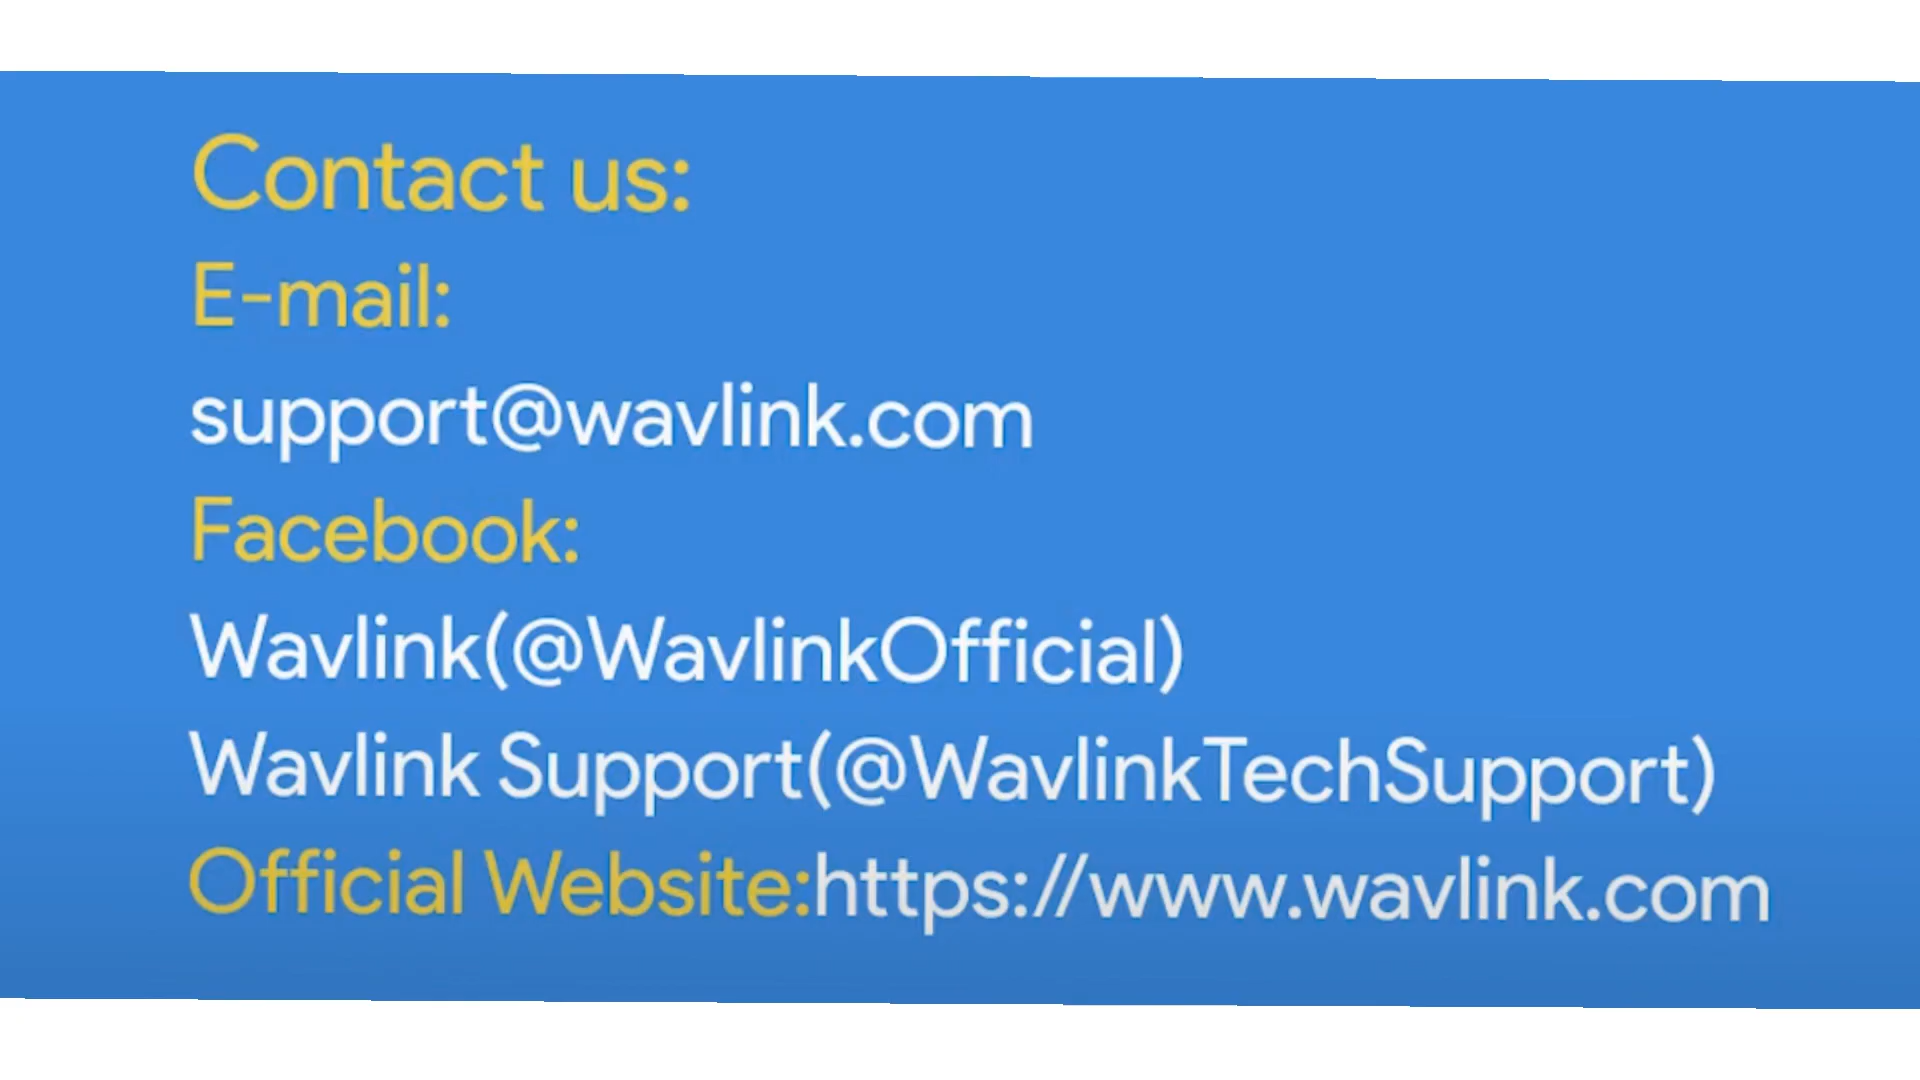 Contact us:
E-mail:
support@wavlink.com
Facebook:
Wavlink(@WavlinkOfficial)
Wavlink Support(@WavlinkTechSupport)
Official Website:https://www.wavlink.com